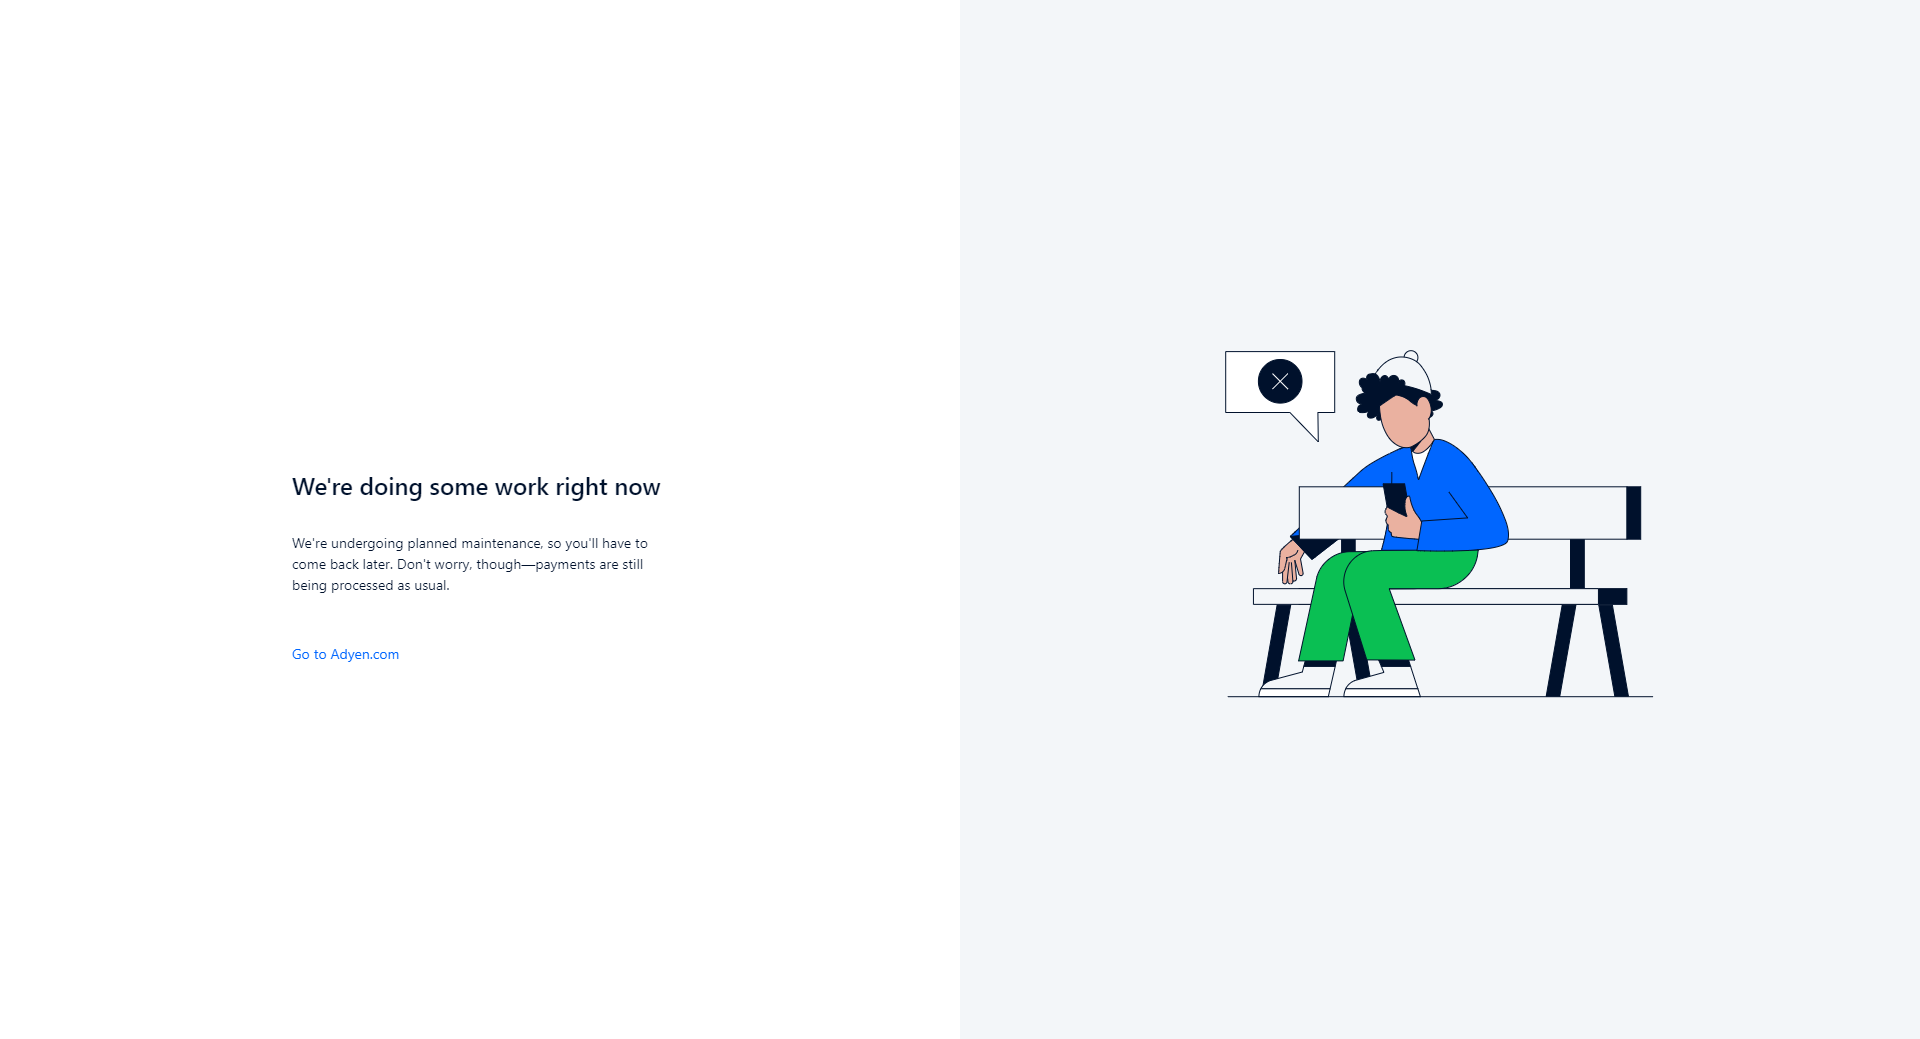 We're doing some work right now
We're undergoing planned maintenance, so you'll have to
come back later. Don't worry, though—payments are still
being processed as usual.
Go to Adyen.com